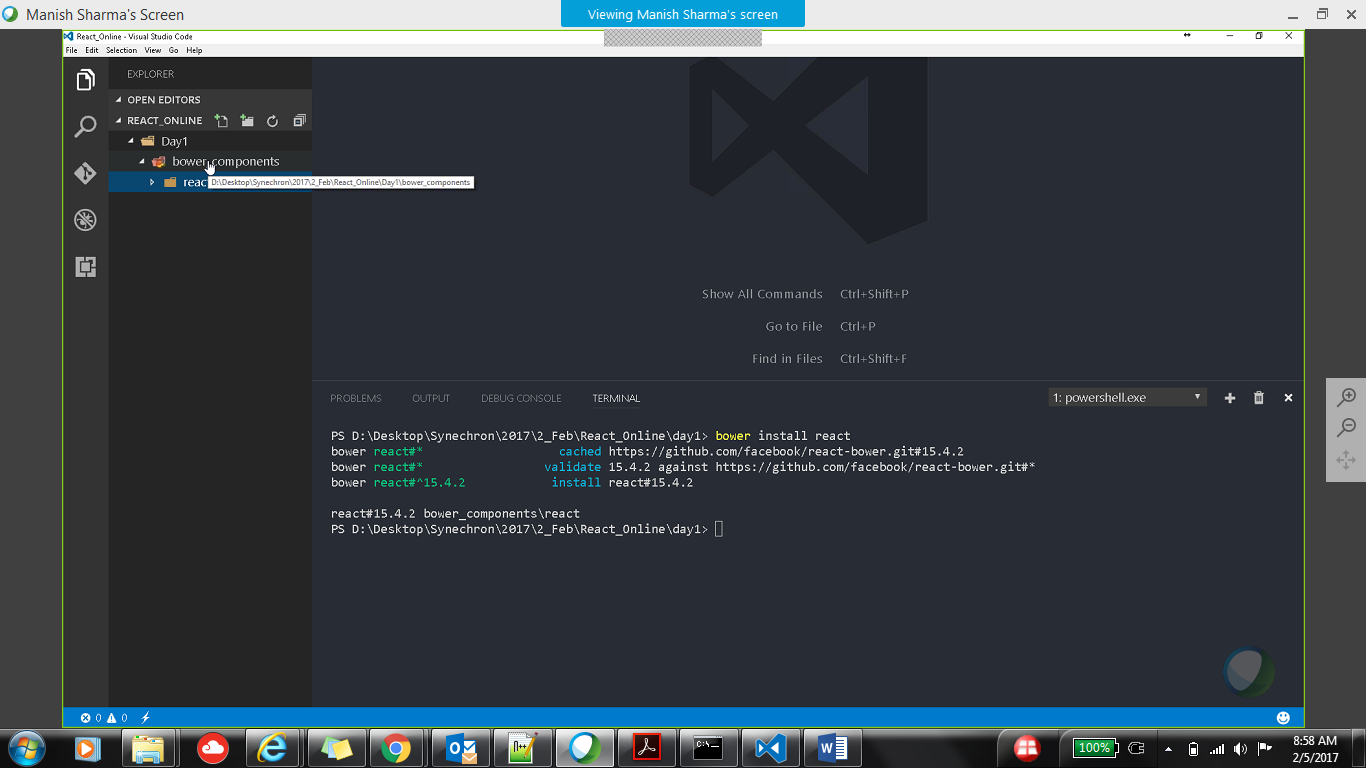 Manish Sharma's Screen
Viewing Manish Sharma's screen
React_Online - Visual Studio Code
File Edit Selection View Go Help
EXPLORER
OPEN EDITORS
REACT_ONLINE
Day1
bower_components
reac
D:\Desktop\Synechron\2017\2_Feb\React_Online\Day1\bower_components
Show All Commands Ctrl+Shift+P
Go to File Ctrl+P
Find in Files Ctrl+Shift+F
PROBLEMS OUTPUT DEBUG CONSOLE TERMINAL 1: powershell.exe
PS D:\Desktop\Synechron\2017\2_Feb\React_Online\day1> bower install react
bower react#* cached https://github.com/facebook/react-bower.git#15.4.2
bower react#* validate 15.4.2 against https://github.com/facebook/react-bower.git#*
bower react#^15.4.2 install react#15.4.2
react#15.4.2 bower_components\react
PS D:\Desktop\Synechron\2017\2_Feb\React_Online\day1>
0 0
100%
8:58 AM
2/5/2017